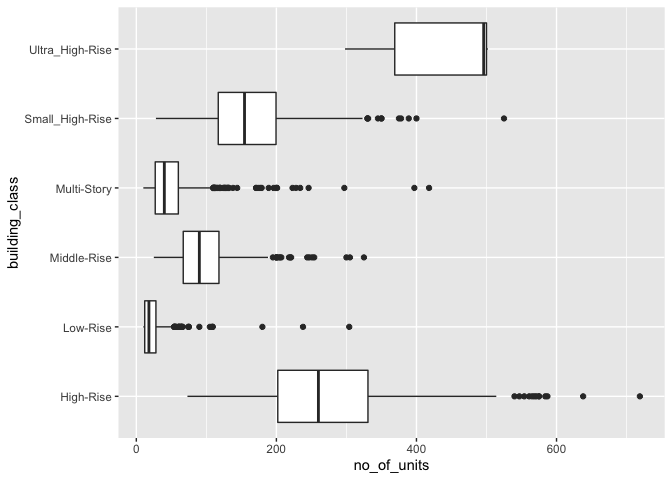 Ultra_High-Rise
Small_High-Rise
Multi-Story
Middle-Rise
Low-Rise
High-Rise
building_class
0 200 400 600
no_of_units